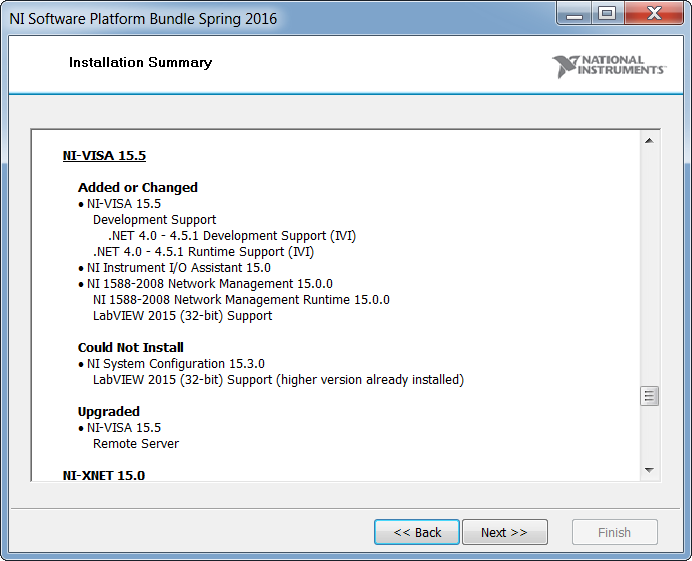 NI Software Platform Bundle Spring 2016
Installation Summary
NATIONAL
INSTRUMENTS™
NI-VISA 15.5
Added or Changed
• NI-VISA 15.5
Development Support
.NET 4.0 - 4.5.1 Development Support (IVI)
.NET 4.0 - 4.5.1 Runtime Support (IVI)
• NI Instrument I/O Assistant 15.0
• NI 1588-2008 Network Management 15.0.0
NI 1588-2008 Network Management Runtime 15.0.0
LabVIEW 2015 (32-bit) Support
Could Not Install
• NI System Configuration 15.3.0
LabVIEW 2015 (32-bit) Support (higher version already installed)
Upgraded
• NI-VISA 15.5
Remote Server
NI-XNET 15.0
<< Back
Next >>
Finish